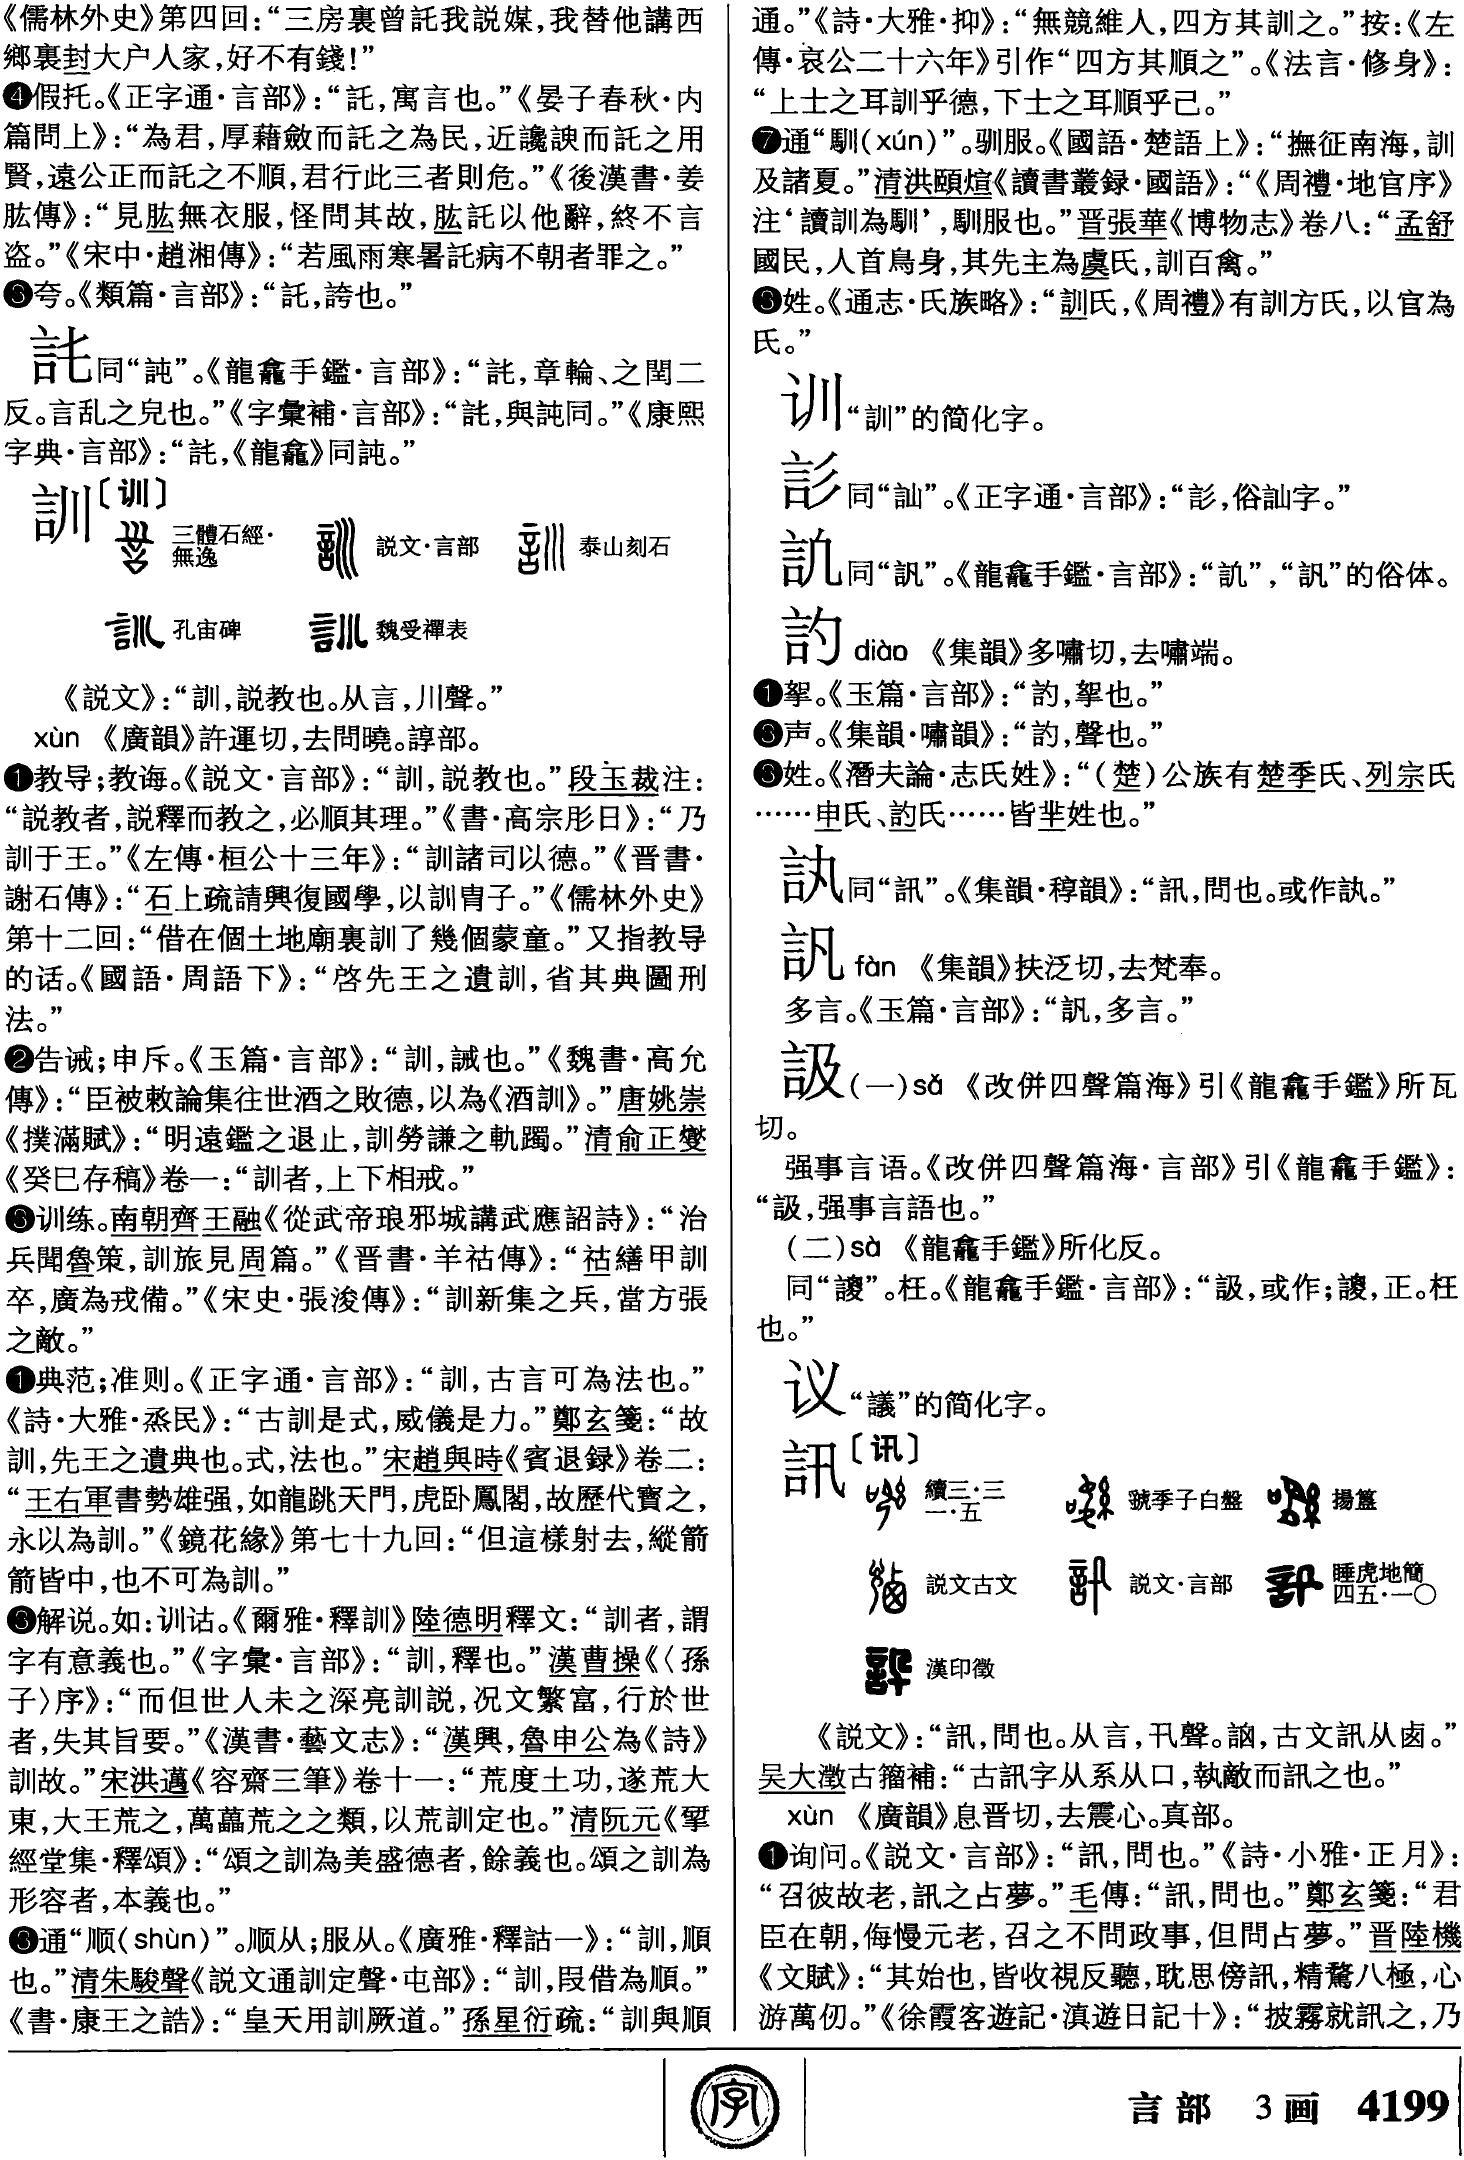 《儒林外史》第四回：“三房裏曾託我説媒，我替他講西
鄉裏封大户人家，好不有錢！”
❹假托。《正字通·言部》：“託，寓言也。”《晏子春秋·内
篇問上》：“為君，厚藉斂而託之為民，近讒諛而託之用
賢，遠公正而託之不順，君行此三者則危。”《後漢書·姜
肱傳》：“見肱無衣服，怪問其故，肱託以他辭，終不言
盗。”《宋中·趙湘傳》：“若風雨寒暑託病不朝者罪之。”
❸夸。《類篇·言部》：“託，誇也。”
同“訰”。《龍龕手鑑·言部》：“䚱，章輪、之閏二
反。言乱之皃也。”《字彙補·言部》：“䚱，與訰同。”《康熙
字典·言部》：“䚱，《龍龕》同訰。”
訓〔训〕
三體石經·無逸 説文·言部 泰山刻石
孔宙碑 魏受禪表
《説文》：“訓，説教也。从言，川聲。”
xùn 《廣韻》許運切，去問曉。諄部。
❶教导；教诲。《説文·言部》：“訓，説教也。”段玉裁注：
“説教者，説釋而教之，必順其理。”《書·高宗肜日》：“乃
訓于王。”《左傳·桓公十三年》：“訓諸司以德。”《晋書·
謝石傳》：“石上疏請興復國學，以訓胄子。”《儒林外史》
第十二回：“借在個土地廟裏訓了幾個蒙童。”又指教导
的话。《國語·周語下》：“啓先王之遺訓，省其典圖刑
法。”
❷告诫；申斥。《玉篇·言部》：“訓，誡也。”《魏書·高允
傳》：“臣被敕論集往世酒之敗德，以為《酒訓》。”唐姚崇
《撲滿賦》：“明遠鑑之退止，訓勞謙之軌躅。”清俞正燮
《癸巳存稿》卷一：“訓者，上下相戒。”
❸训练。南朝齊王融《從武帝琅邪城講武應詔詩》：“治
兵聞魯策，訓旅見周篇。”《晋書·羊祜傳》：“祜繕甲訓
卒，廣為戎備。”《宋史·張浚傳》：“訓新集之兵，當方張
之敵。”
❶典范；准则。《正字通·言部》：“訓，古言可為法也。”
《詩·大雅·烝民》：“古訓是式，威儀是力。”鄭玄箋：“故
訓，先王之遺典也。式，法也。”宋趙與時《賓退録》卷二：
“王右軍書勢雄强，如龍跳天門，虎卧鳳閣，故歷代寶之，
永以為訓。”《鏡花緣》第七十九回：“但這樣射去，縱箭
箭皆中，也不可為訓。”
❸解说。如：训诂。《爾雅·釋訓》陸德明釋文：“訓者，謂
字有意義也。”《字彙·言部》：“訓，釋也。”漢曹操《〈孫
子〉序》：“而但世人未之深亮訓説，况文繁富，行於世
者，失其旨要。”《漢書·藝文志》：“漢興，魯申公為《詩》
訓故。”宋洪邁《容齋三筆》卷十一：“荒度土功，遂荒大
東，大王荒之，葛藟荒之之類，以荒訓定也。”清阮元《揅
經堂集·釋頌》：“頌之訓為美盛德者，餘義也。頌之訓為
形容者，本義也。”
❸通“顺（shùn）”。顺从；服从。《廣雅·釋詁一》：“訓，順
也。”清朱駿聲《説文通訓定聲·屯部》：“訓，叚借為順。”
《書·康王之誥》：“皇天用訓厥道。”孫星衍疏：“訓與順
通。”《詩·大雅·抑》：“無競維人，四方其訓之。”按：《左
傳·哀公二十六年》引作“四方其順之”。《法言·修身》：
“上士之耳訓乎德，下士之耳順乎己。”
❼通“馴（xún）”。驯服。《國語·楚語上》：“撫征南海，訓
及諸夏。”清洪頤煊《讀書叢録·國語》：“《周禮·地官序》
注‘讀訓為馴’，馴服也。”晋張華《博物志》卷八：“孟舒
國民，人首鳥身，其先主為虞氏，訓百禽。”
❸姓。《通志·氏族略》：“訓氏，《周禮》有訓方氏，以官為
氏。”
训“訓”的简化字。
䚲同“訕”。《正字通·言部》：“䚲，俗訕字。”
同“訉”。《龍龕手鑑·言部》：“訅”，“訉”的俗体。
訋 diào 《集韻》多嘯切，去嘯端。
❶挐。《玉篇·言部》：“訋，挐也。”
❸声。《集韻·嘯韻》：“訋，聲也。”
❸姓。《潛夫論·志氏姓》：“（楚）公族有楚季氏、列宗氏
……申氏、訋氏……皆芈姓也。”
訙同“訊”。《集韻·稕韻》：“訊，問也。或作訙。”
訉 fàn 《集韻》扶泛切，去梵奉。
多言。《玉篇·言部》：“訉，多言。”
訯（一）sǎ 《改併四聲篇海》引《龍龕手鑑》所瓦
切。
强事言语。《改併四聲篇海·言部》引《龍龕手鑑》：
“訯，强事言語也。”
（二）sà 《龍龕手鑑》所化反。
同“謏”。枉。《龍龕手鑑·言部》：“訯，或作；謏，正。枉
也。”
议“議”的简化字。
訊〔讯〕
續三·三一·五 虢季子白盤 揚簋
説文古文 説文·言部 睡虎地簡四五·一〇
漢印徵
《説文》：“訊，問也。从言，卂聲。𧧮，古文訊从鹵。”
吴大澂古籀補：“古訊字从系从口，執敵而訊之也。”
xùn 《廣韻》息晋切，去震心。真部。
❶询问。《説文·言部》：“訊，問也。”《詩·小雅·正月》：
“召彼故老，訊之占夢。”毛傳：“訊，問也。”鄭玄箋：“君
臣在朝，侮慢元老，召之不問政事，但問占夢。”晋陸機
《文賦》：“其始也，皆收視反聽，耽思傍訊，精騖八極，心
游萬仞。”《徐霞客遊記·滇遊日記十》：“披霧就訊之，乃
字
言部 3画 4199